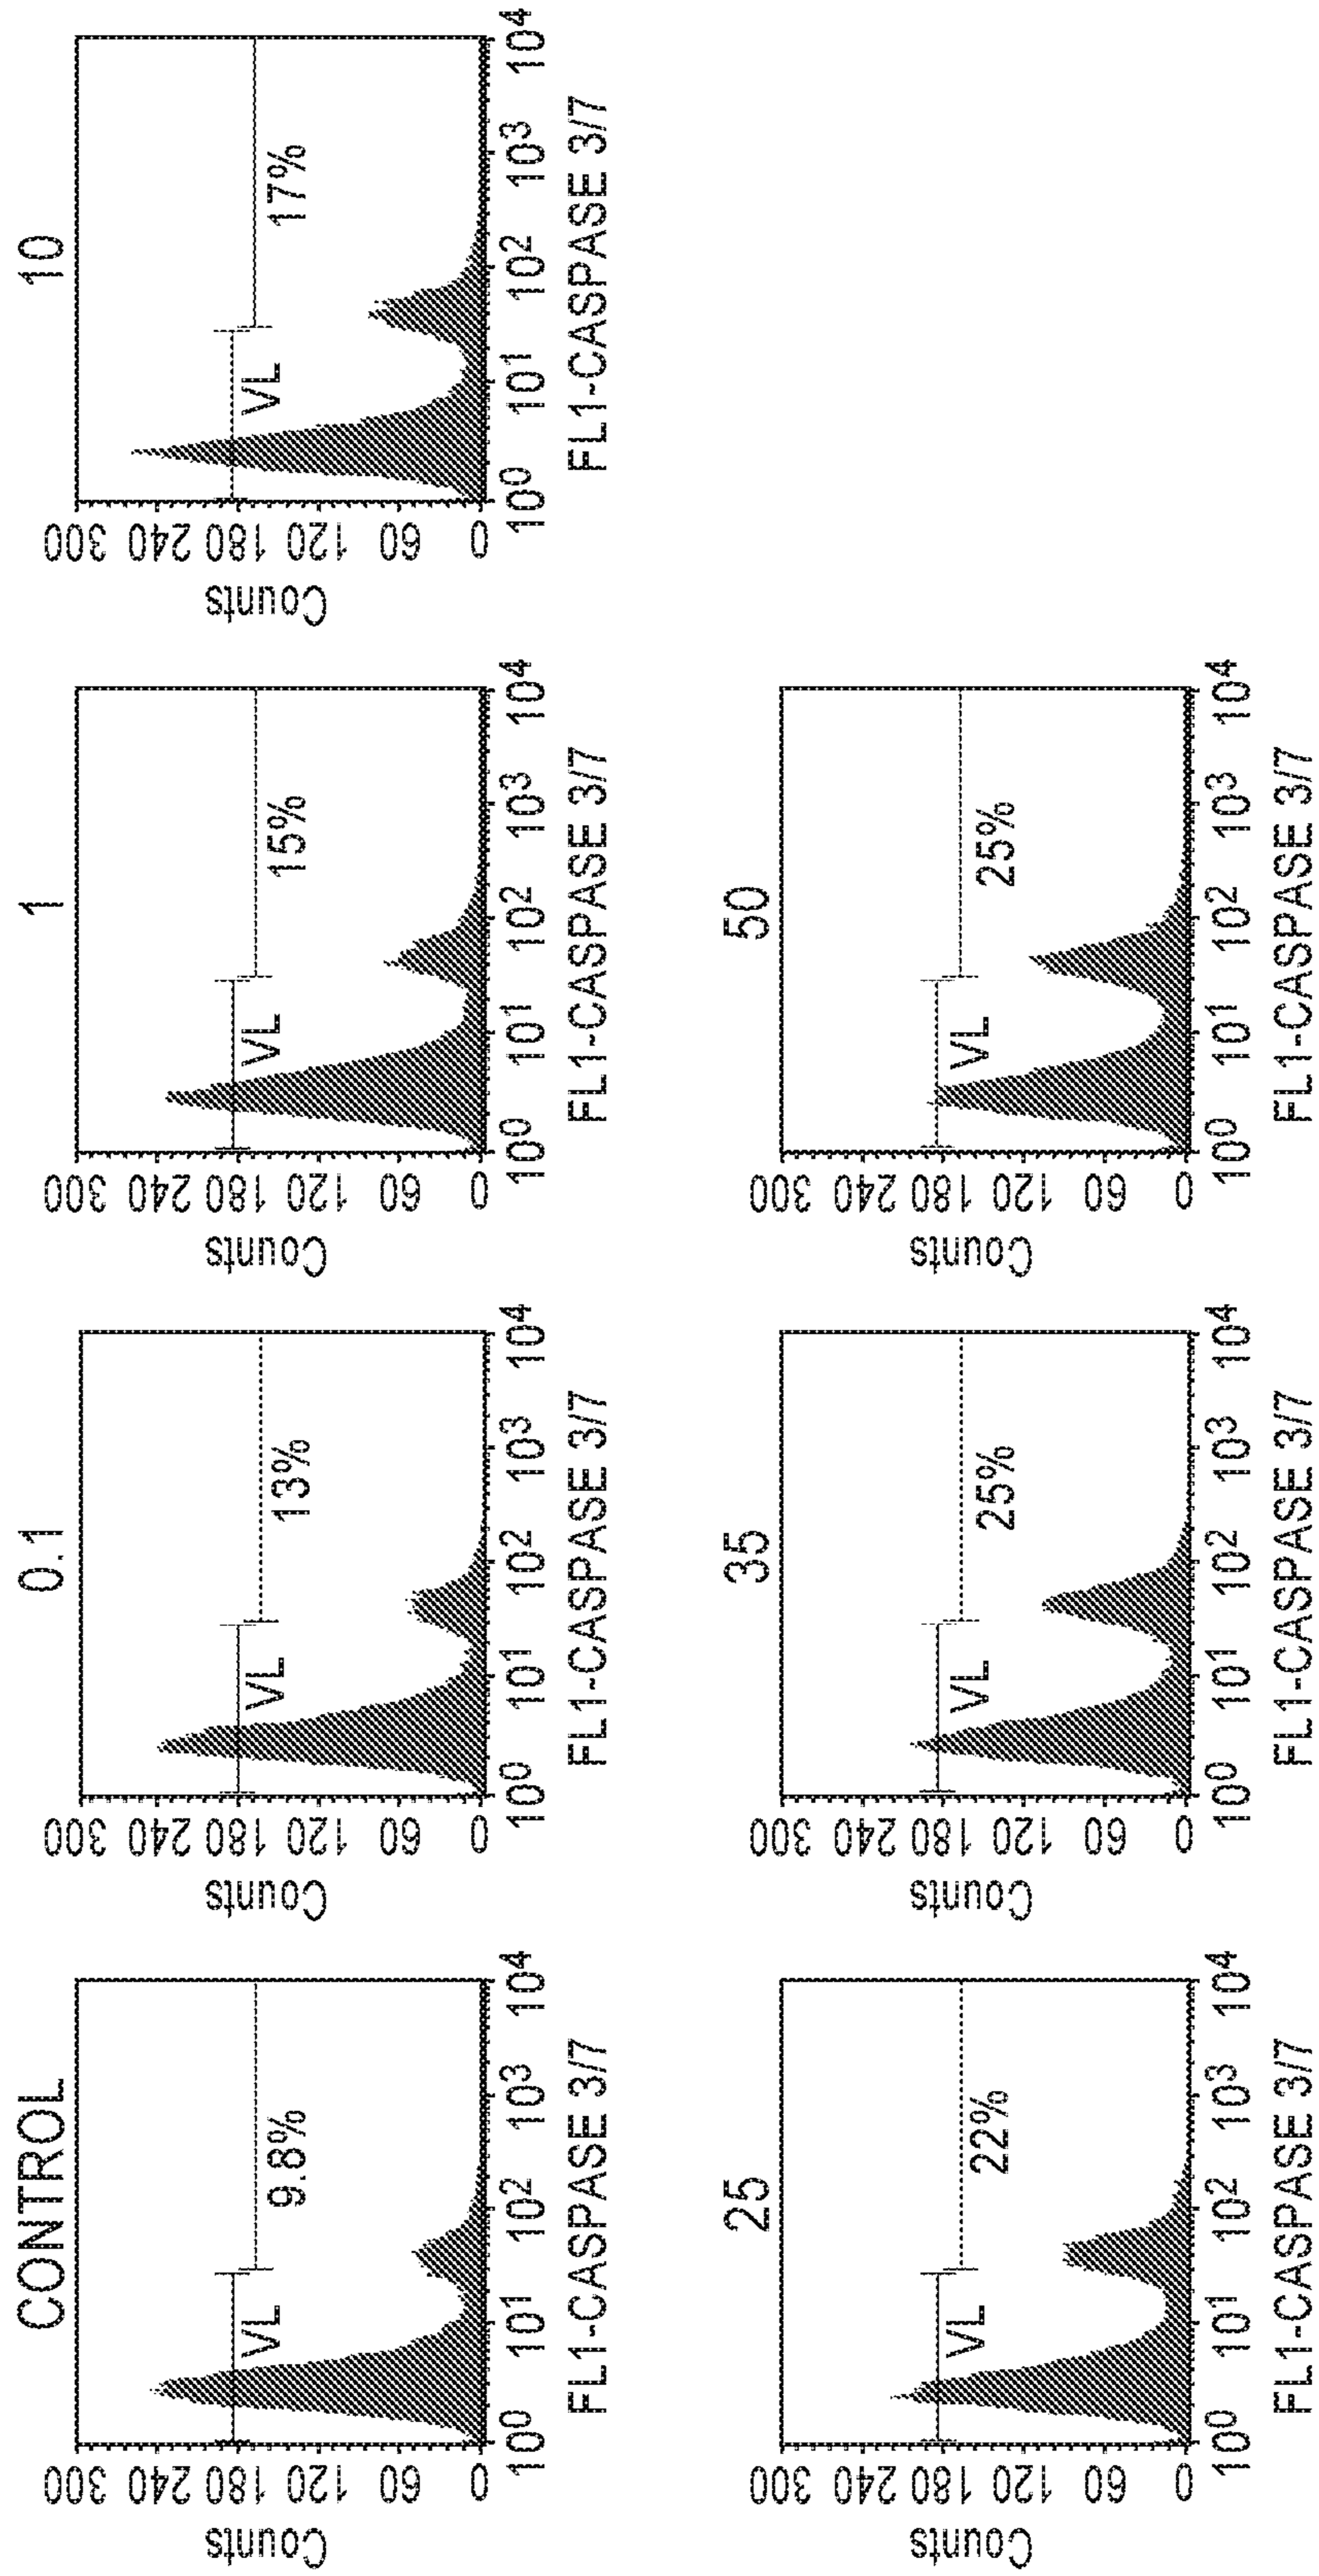 CONTROL
300
240
180
120
60
0
Counts
VL
9.8%
10⁰ 10¹ 10² 10³ 10⁴
FL1-CASPASE 3/7
0.1
300
240
180
120
60
0
Counts
VL
13%
10⁰ 10¹ 10² 10³ 10⁴
FL1-CASPASE 3/7
1
300
240
180
120
60
0
Counts
VL
15%
10⁰ 10¹ 10² 10³ 10⁴
FL1-CASPASE 3/7
10
300
240
180
120
60
0
Counts
VL
17%
10⁰ 10¹ 10² 10³ 10⁴
FL1-CASPASE 3/7
25
300
240
180
120
60
0
Counts
VL
22%
10⁰ 10¹ 10² 10³ 10⁴
FL1-CASPASE 3/7
35
300
240
180
120
60
0
Counts
VL
25%
10⁰ 10¹ 10² 10³ 10⁴
FL1-CASPASE 3/7
50
300
240
180
120
60
0
Counts
VL
25%
10⁰ 10¹ 10² 10³ 10⁴
FL1-CASPASE 3/7